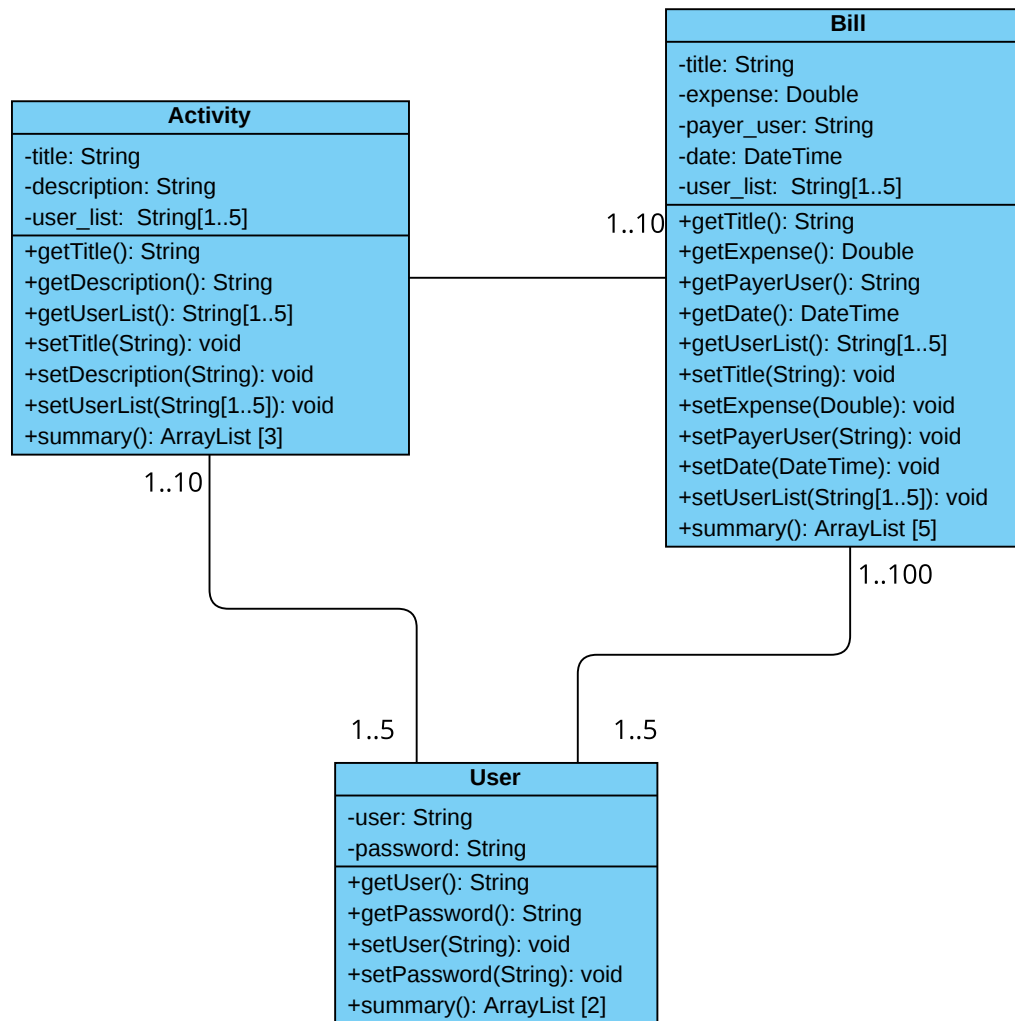 Bill
-title: String
-expense: Double
-payer_user: String
-date: DateTime
-user_list:  String[1..5]
+getTitle(): String
+getExpense(): Double
+getPayerUser(): String
+getDate(): DateTime
+getUserList(): String[1..5]
+setTitle(String): void
+setExpense(Double): void
+setPayerUser(String): void
+setDate(DateTime): void
+setUserList(String[1..5]): void
+summary(): ArrayList [5]
Activity
-title: String
-description: String
-user_list:  String[1..5]
+getTitle(): String
+getDescription(): String
+getUserList(): String[1..5]
+setTitle(String): void
+setDescription(String): void
+setUserList(String[1..5]): void
+summary(): ArrayList [3]
1..10
1..10
1..100
1..5
1..5
User
-user: String
-password: String
+getUser(): String
+getPassword(): String
+setUser(String): void
+setPassword(String): void
+summary(): ArrayList [2]